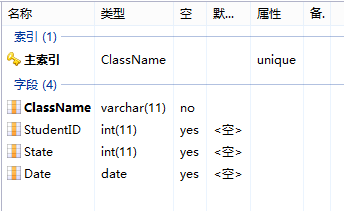 名称 类型 空 默... 属性 备.
索引 (1)
主索引 ClassName unique
字段 (4)
ClassName varchar(11) no
StudentID int(11) yes <空>
State int(11) yes <空>
Date date yes <空>